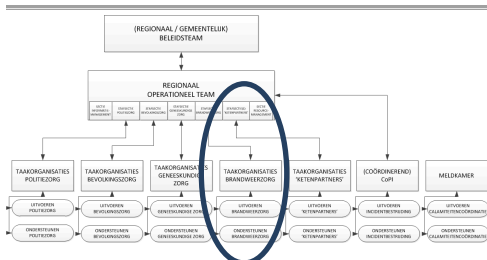 (REGIONAAL / GEMEENTELIJK)
BELEIDSTEAM
REGIONAAL
OPERATIONEEL TEAM
TAAKORGANISATIES
POLITIEZORG
TAAKORGANISATIES
BEVOLKINGSZORG
TAAKORGANISATIES
GENEESKUNDIGE
ZORG
TAAKORGANISATIES
BRANDWEERZORG
TAAKORGANISATIES
'KETENPARTNERS'
(COÖRDINEREND)
CoPI
MELDKAMER
UITVOEREN
POLITIEZORG
UITVOEREN
BEVOLKINGSZORG
UITVOEREN
GENEESKUNDIGE ZORG
UITVOEREN
BRANDWEERZORG
UITVOEREN
'KETENPARTNERS'
UITVOEREN
INCIDENTBESTRIJDING
UITVOEREN
CALAMITEITENCOÖRDINATIE
ONDERSTEUNEN
POLITIEZORG
ONDERSTEUNEN
BEVOLKINGSZORG
ONDERSTEUNEN
GENEESKUNDIGE ZORG
ONDERSTEUNEN
BRANDWEERZORG
ONDERSTEUNEN
'KETENPARTNERS'
ONDERSTEUNEN
INCIDENTBESTRIJDING
ONDERSTEUNEN
CALAMITEITENCOÖRDINATIE